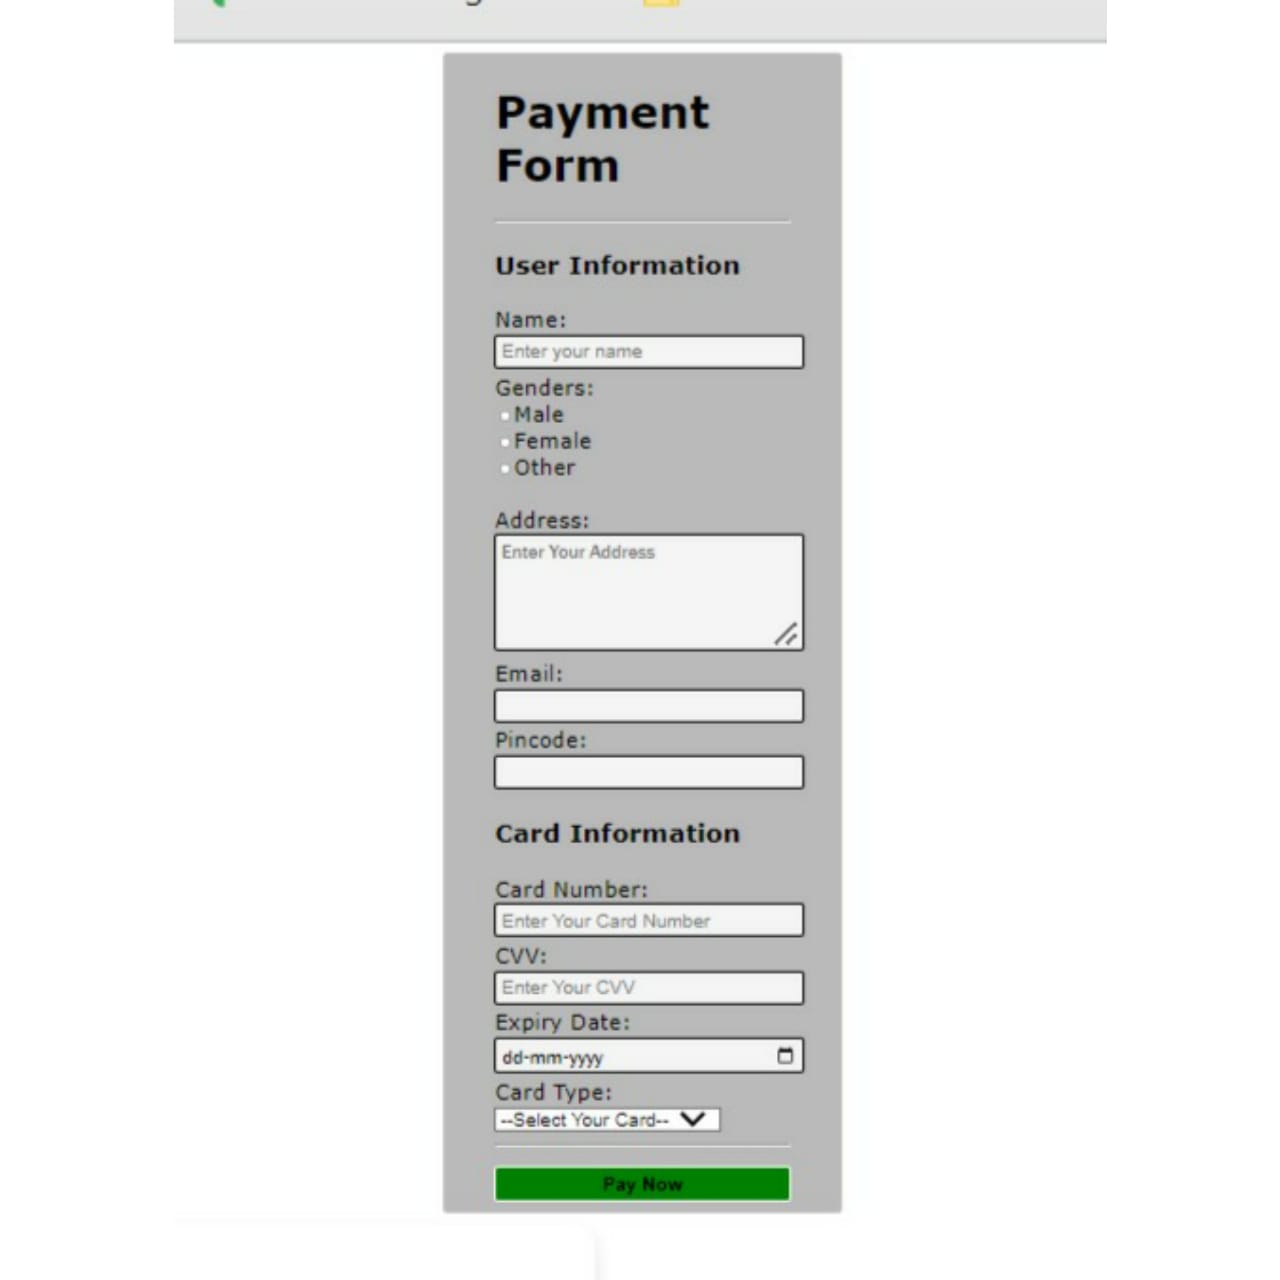 Payment
Form
User Information
Name:
Enter your name
Genders:
Male
Female
Other
Address:
Enter Your Address
Email:
Pincode:
Card Information
Card Number:
Enter Your Card Number
CVV:
Enter Your CVV
Expiry Date:
dd-mm-yyyy
Card Type:
--Select Your Card--
Pay Now